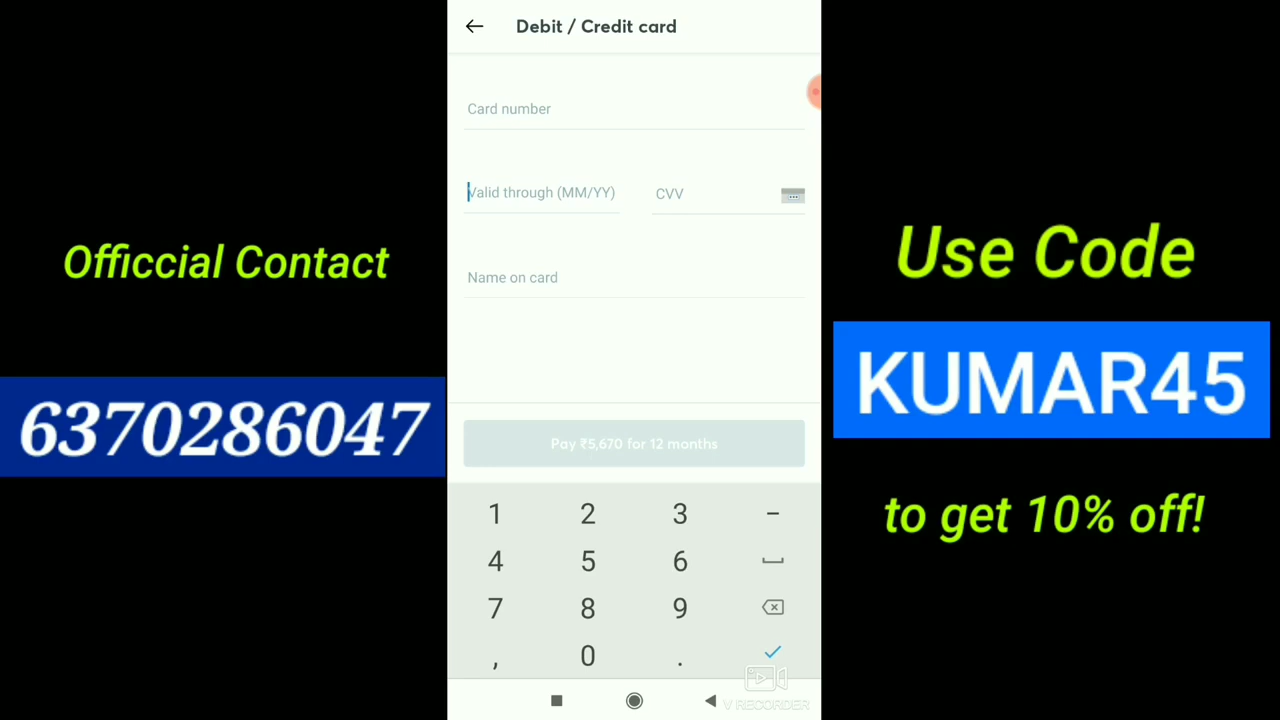 Debit / Credit card
Card number
Valid through (MM/YY)
CVV
Name on card
Pay ₹5,670 for 12 months
1 2 3 –
4 5 6
7 8 9
, 0 .
V RECORDER
Officcial Contact
6370286047
Use Code
KUMAR45
to get 10% off!